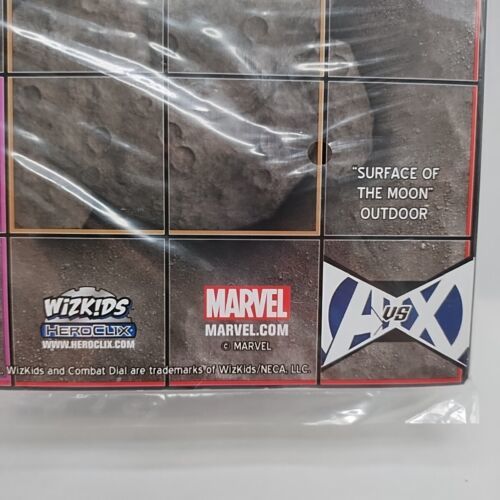 "SURFACE OF
THE MOON"
OUTDOOR
WIZKIDS
HEROCLIX
WWW.HEROCLIX.COM
MARVEL
MARVEL.COM
© MARVEL
A VS X
. WizKids and Combat Dial are trademarks of WizKids/NECA, LLC.